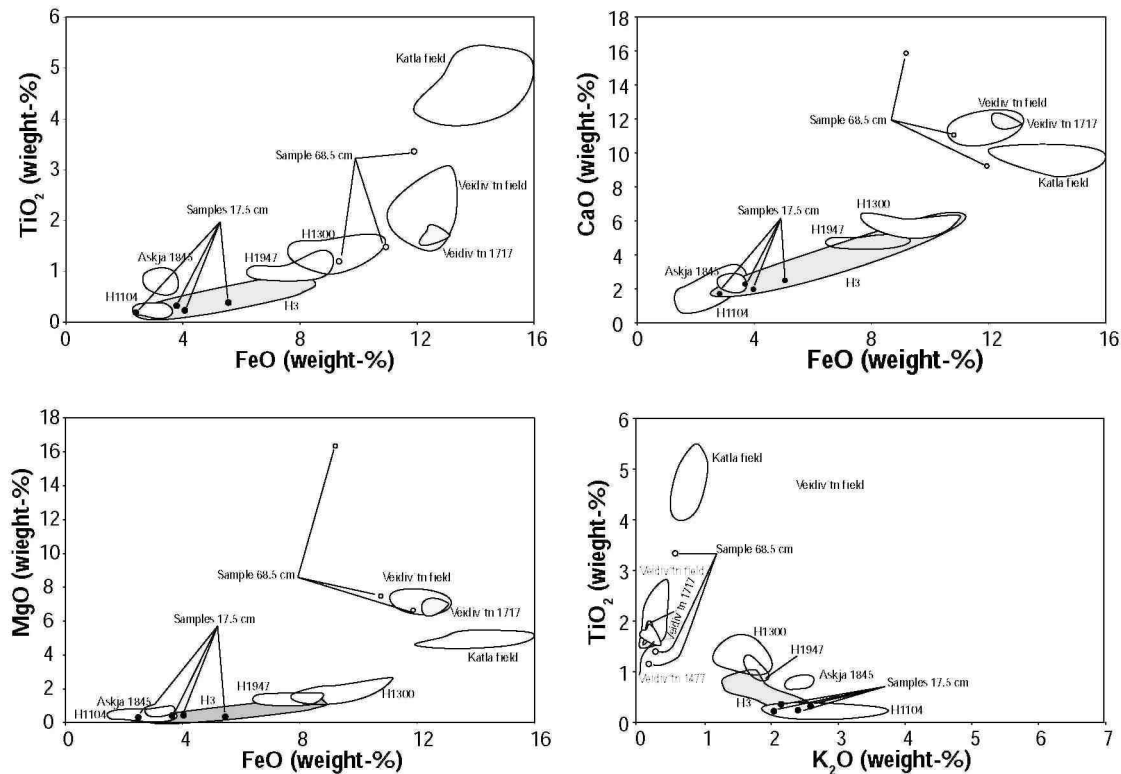 6
5
4
3
2
1
0
TiO2 (wieght-%)
Katla field
Sample 68.5 cm
Veidiv tn field
Samples 17.5 cm
H1300
H1947
Askja 1845
Veidiv tn 1717
H1104
H3
0 4 8 12 16
FeO (weight-%)
18
16
14
12
10
8
6
4
2
0
CaO (wieght-%)
Veidiv tn field
Sample 68.5 cm
Veidiv tn 1717
Katla field
H1300
Samples 17.5 cm
H1947
Askja 1845
H3
H1104
0 4 8 12 16
FeO (weight-%)
18
16
14
12
10
8
6
4
2
0
MgO (wieght-%)
Sample 68.5 cm
Veidiv tn field
Veidiv tn 1717
Samples 17.5 cm
Katla field
Askja 1845
H3
H1947
H1300
H1104
0 4 8 12 16
FeO (weight-%)
6
5
4
3
2
1
0
TiO2 (wieght-%)
Katla field
Veidiv tn field
Sample 68.5 cm
Veidiv tn field
Veidiv tn 1717
H1300
H1947
Veidiv tn 1477
Askja 1845
Samples 17.5 cm
H3
H1104
0 1 2 3 4 5 6 7
K2O (weight-%)